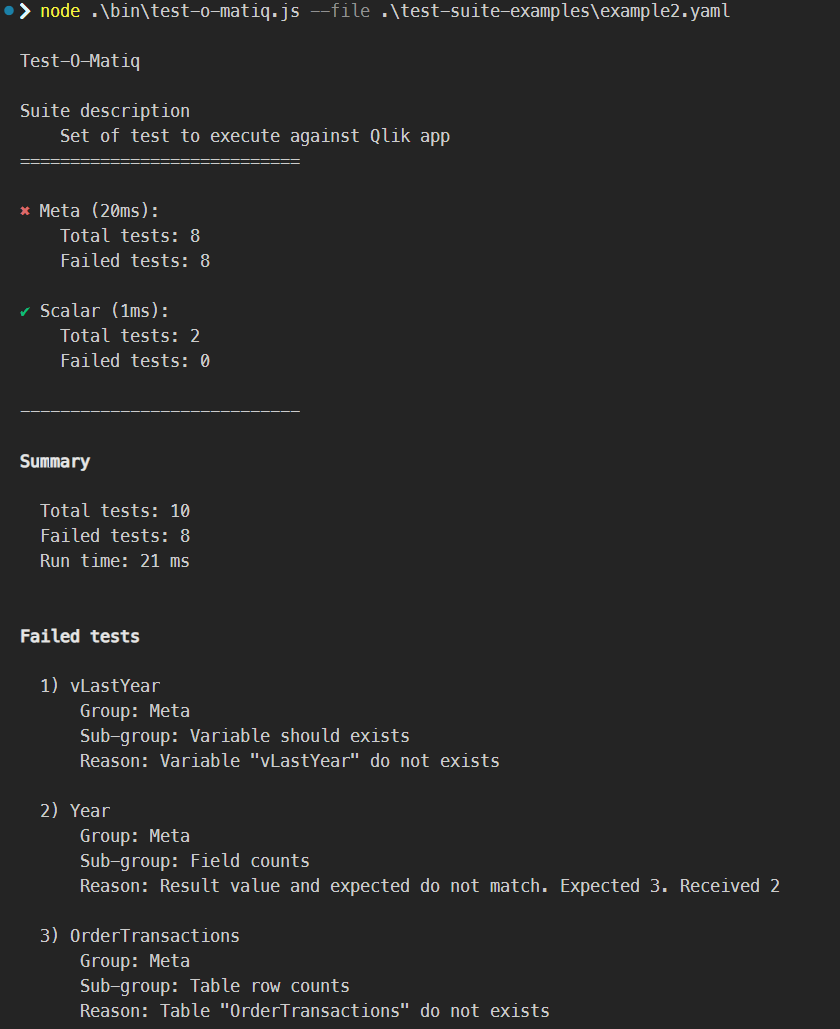 node .\bin\test-o-matiq.js --file .\test-suite-examples\example2.yaml
Test-O-Matiq
Suite description
Set of test to execute against Qlik app
============================
✖ Meta (20ms):
Total tests: 8
Failed tests: 8
✔ Scalar (1ms):
Total tests: 2
Failed tests: 0
----------------------------
Summary
Total tests: 10
Failed tests: 8
Run time: 21 ms
Failed tests
1) vLastYear
Group: Meta
Sub-group: Variable should exists
Reason: Variable "vLastYear" do not exists
2) Year
Group: Meta
Sub-group: Field counts
Reason: Result value and expected do not match. Expected 3. Received 2
3) OrderTransactions
Group: Meta
Sub-group: Table row counts
Reason: Table "OrderTransactions" do not exists